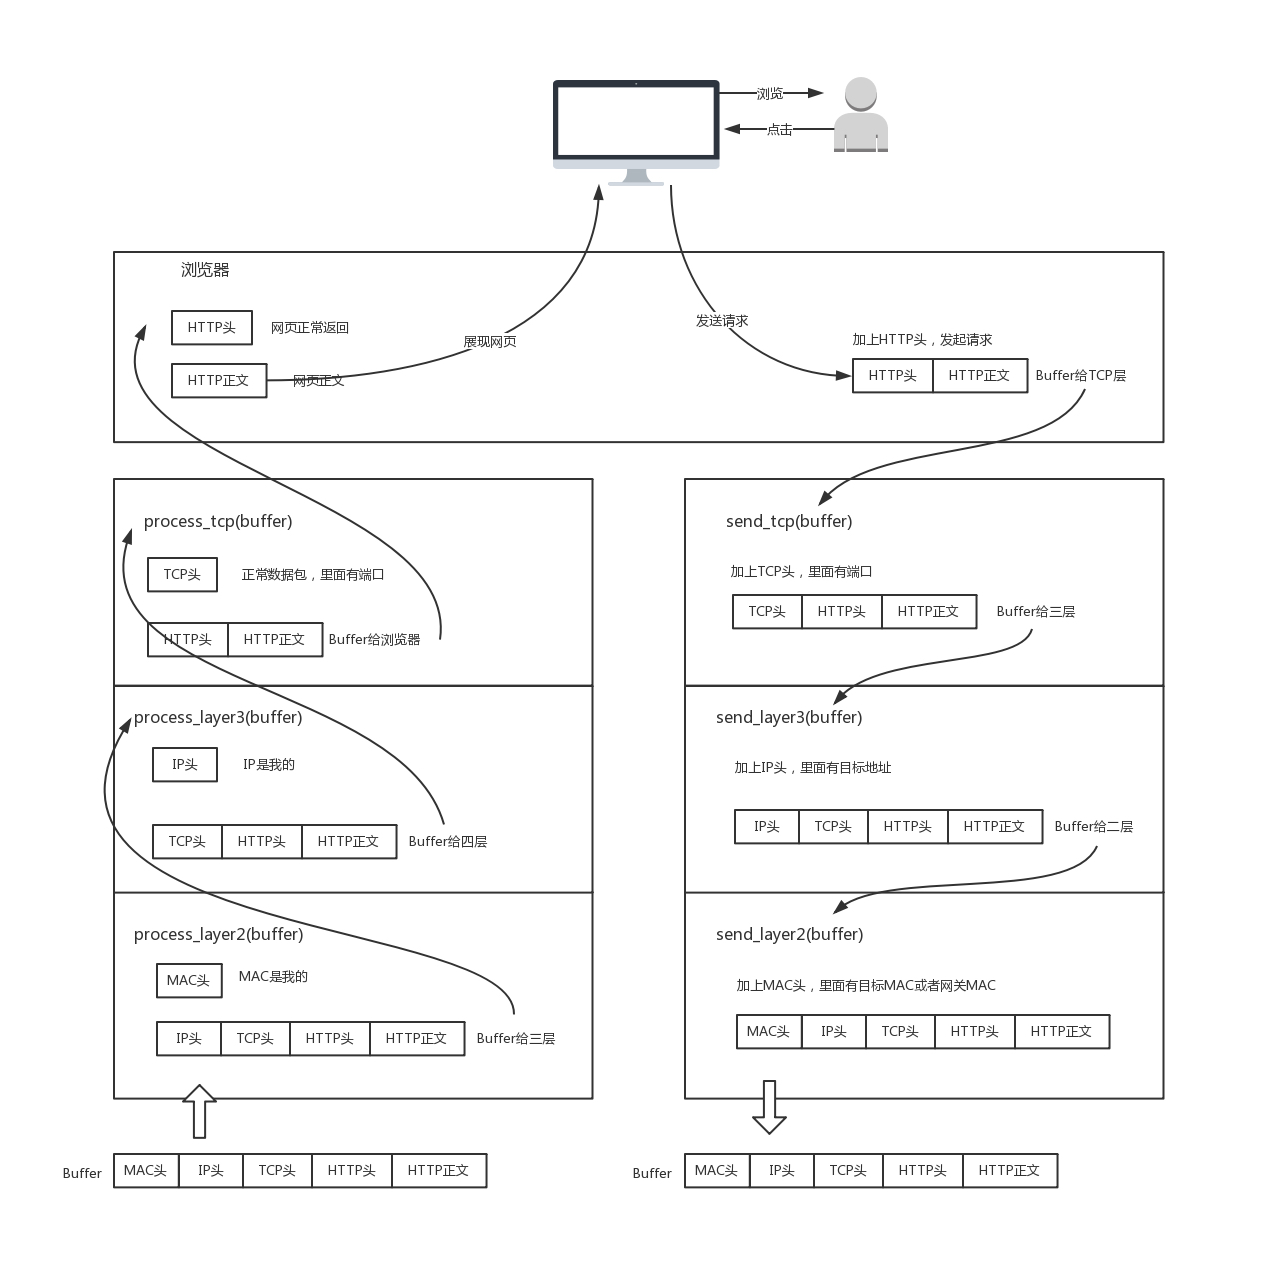 浏览
点击
浏览器
HTTP头
网页正常返回
HTTP正文
网页正文
展现网页
发送请求
加上HTTP头，发起请求
HTTP头 HTTP正文 Buffer给TCP层
process_tcp(buffer)
TCP头 正常数据包，里面有端口
HTTP头 HTTP正文 Buffer给浏览器
process_layer3(buffer)
IP头 IP是我的
TCP头 HTTP头 HTTP正文 Buffer给四层
process_layer2(buffer)
MAC头 MAC是我的
IP头 TCP头 HTTP头 HTTP正文 Buffer给三层
Buffer MAC头 IP头 TCP头 HTTP头 HTTP正文
send_tcp(buffer)
加上TCP头，里面有端口
TCP头 HTTP头 HTTP正文 Buffer给三层
send_layer3(buffer)
加上IP头，里面有目标地址
IP头 TCP头 HTTP头 HTTP正文 Buffer给二层
send_layer2(buffer)
加上MAC头，里面有目标MAC或者网关MAC
MAC头 IP头 TCP头 HTTP头 HTTP正文
Buffer MAC头 IP头 TCP头 HTTP头 HTTP正文